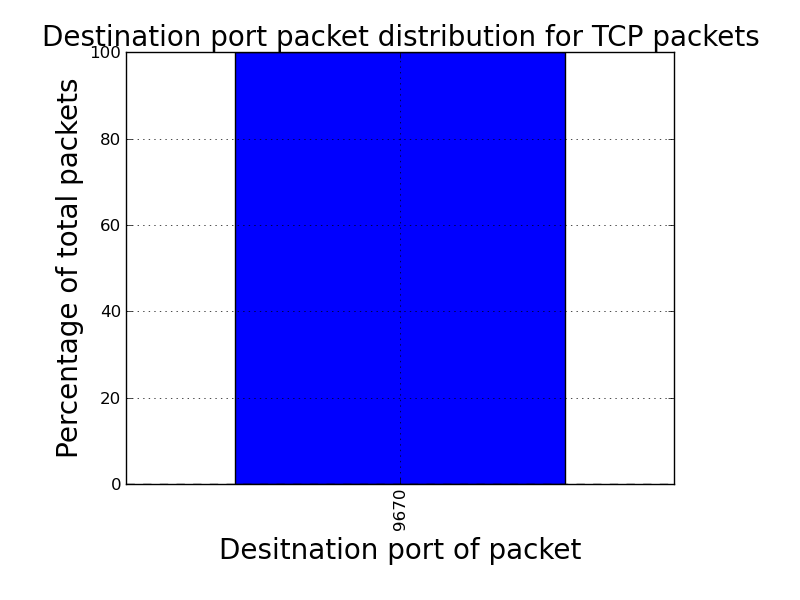 Destination port packet distribution for TCP packets
Percentage of total packets
100
80
60
40
20
0
9670
Desitnation port of packet